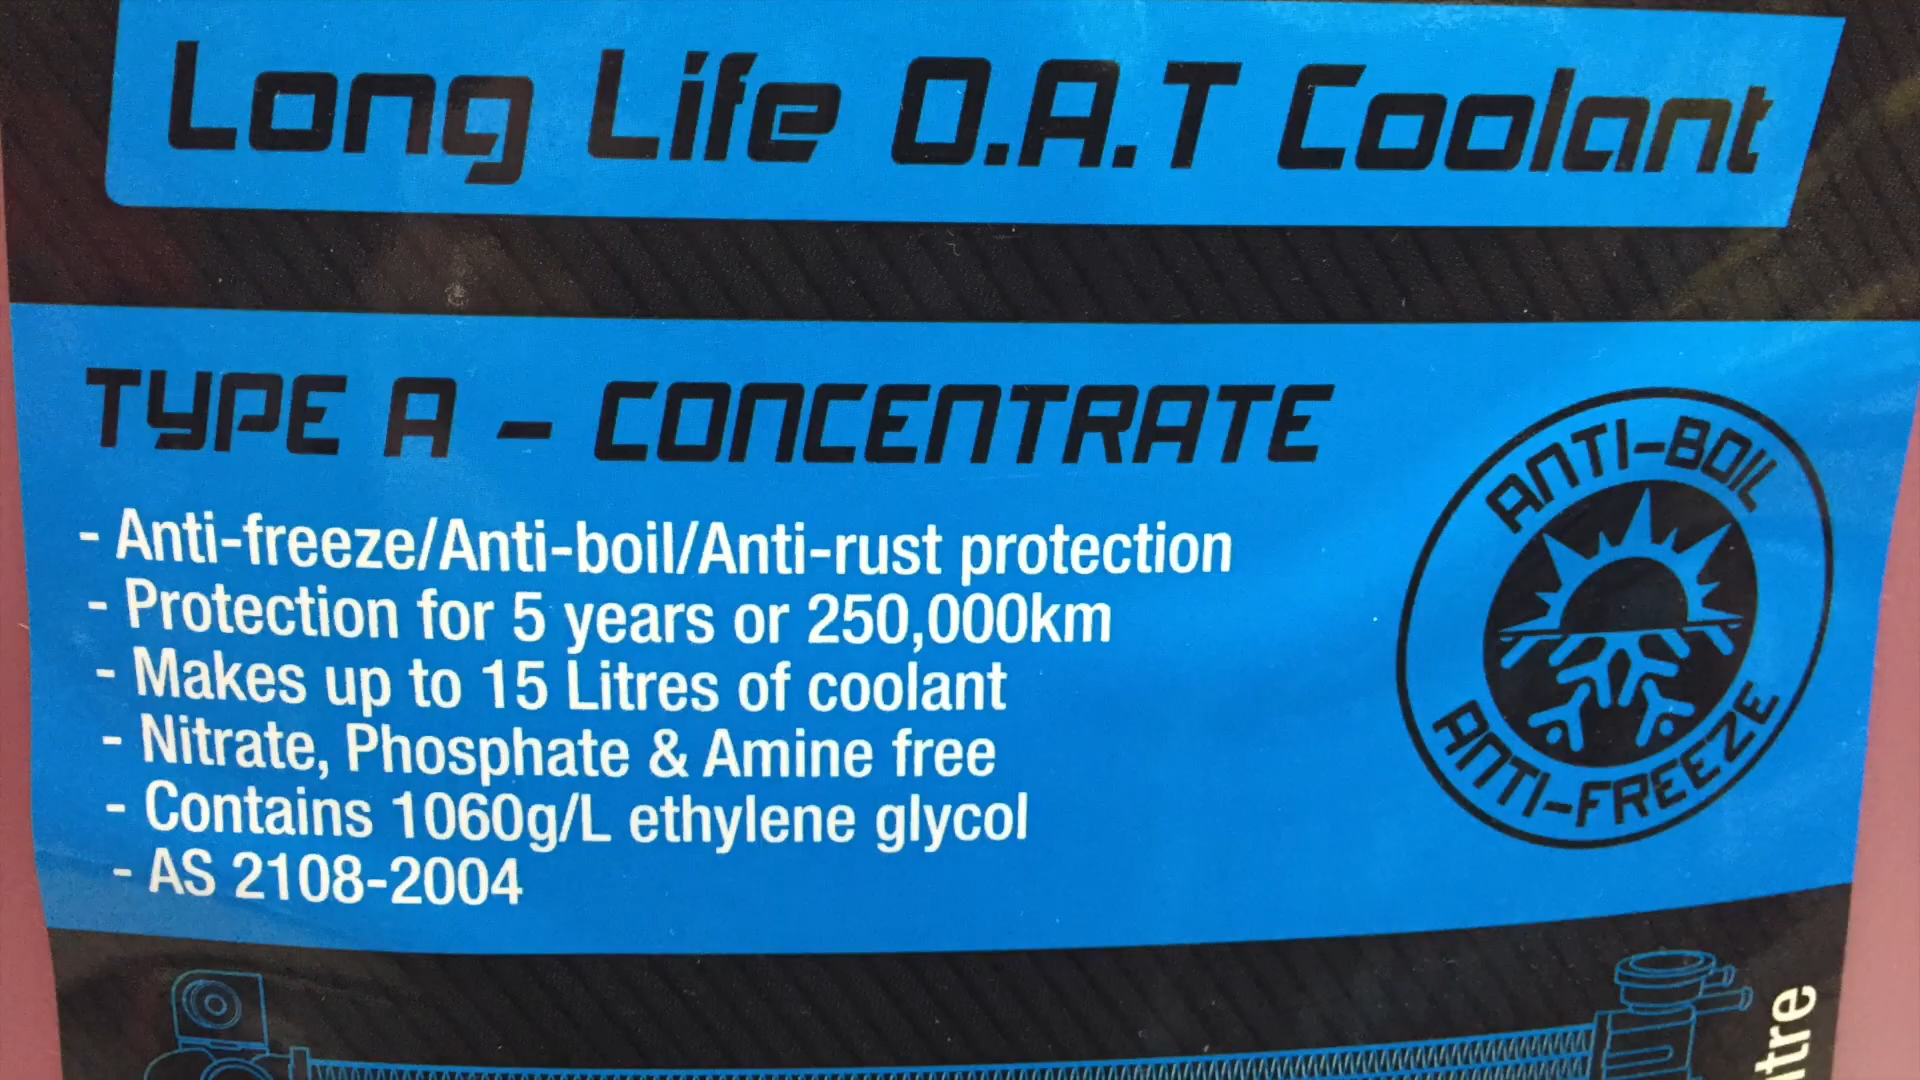 Long Life O.A.T Coolant
TYPE A - CONCENTRATE
- Anti-freeze/Anti-boil/Anti-rust protection
- Protection for 5 years or 250,000km
- Makes up to 15 Litres of coolant
- Nitrate, Phosphate & Amine free
- Contains 1060g/L ethylene glycol
- AS 2108-2004
ANTI-BOIL
ANTI-FREEZE